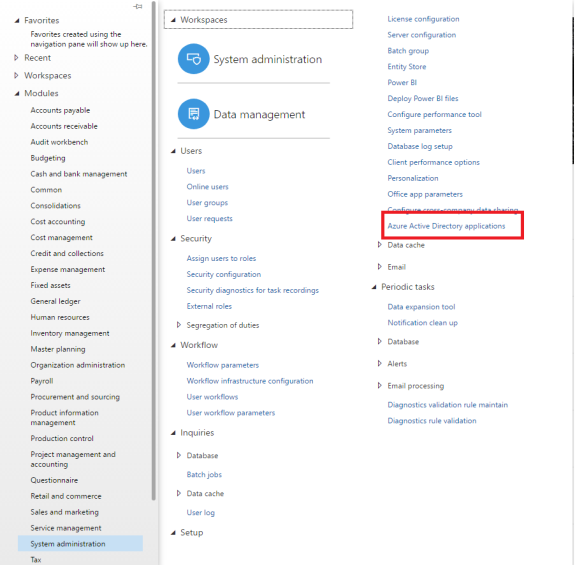 Favorites
Favorites created using the
navigation pane will show up here.
Recent
Workspaces
Modules
Accounts payable
Accounts receivable
Audit workbench
Budgeting
Cash and bank management
Common
Consolidations
Cost accounting
Cost management
Credit and collections
Expense management
Fixed assets
General ledger
Human resources
Inventory management
Master planning
Organization administration
Payroll
Procurement and sourcing
Product information
management
Production control
Project management and
accounting
Questionnaire
Retail and commerce
Sales and marketing
Service management
System administration
Tax
Workspaces
System administration
Data management
Users
Users
Online users
User groups
User requests
Security
Assign users to roles
Security configuration
Security diagnostics for task recordings
External roles
Segregation of duties
Workflow
Workflow parameters
Workflow infrastructure configuration
User workflows
User workflow parameters
Inquiries
Database
Batch jobs
Data cache
User log
Setup
License configuration
Server configuration
Batch group
Entity Store
Power BI
Deploy Power BI files
Configure performance tool
System parameters
Database log setup
Client performance options
Personalization
Office app parameters
Configure cross-company data sharing
Azure Active Directory applications
Data cache
Email
Periodic tasks
Data expansion tool
Notification clean up
Database
Alerts
Email processing
Diagnostics validation rule maintain
Diagnostics rule validation